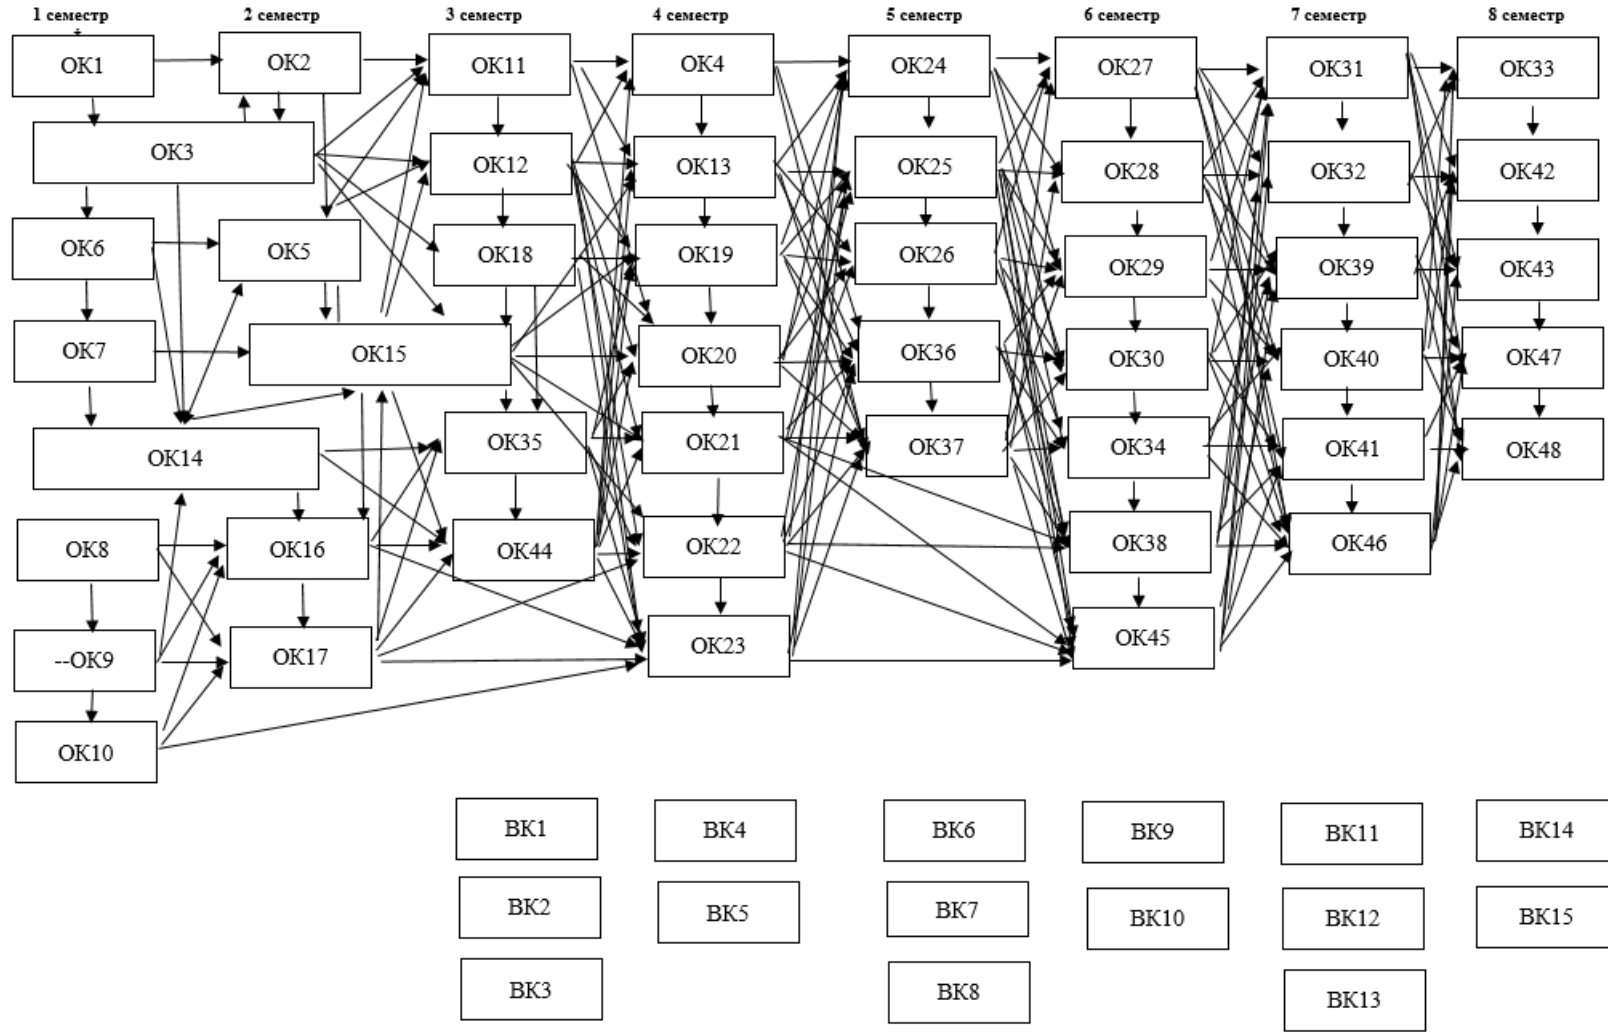 1 семестр 2 семестр 3 семестр 4 семестр 5 семестр 6 семестр 7 семестр 8 семестр
ОК1 ОК2 ОК11 ОК4 ОК24 ОК27 ОК31 ОК33
ОК3 ОК12 ОК13 ОК25 ОК28 ОК32 ОК42
ОК6 ОК5 ОК18 ОК19 ОК26 ОК29 ОК39 ОК43
ОК7 ОК15 ОК20 ОК36 ОК30 ОК40 ОК47
ОК14 ОК35 ОК21 ОК37 ОК34 ОК41 ОК48
ОК8 ОК16 ОК44 ОК22 ОК38 ОК46
--ОК9 ОК17 ОК23 ОК45
ОК10
ВК1 ВК4 ВК6 ВК9 ВК11 ВК14
ВК2 ВК5 ВК7 ВК10 ВК12 ВК15
ВК3 ВК8 ВК13